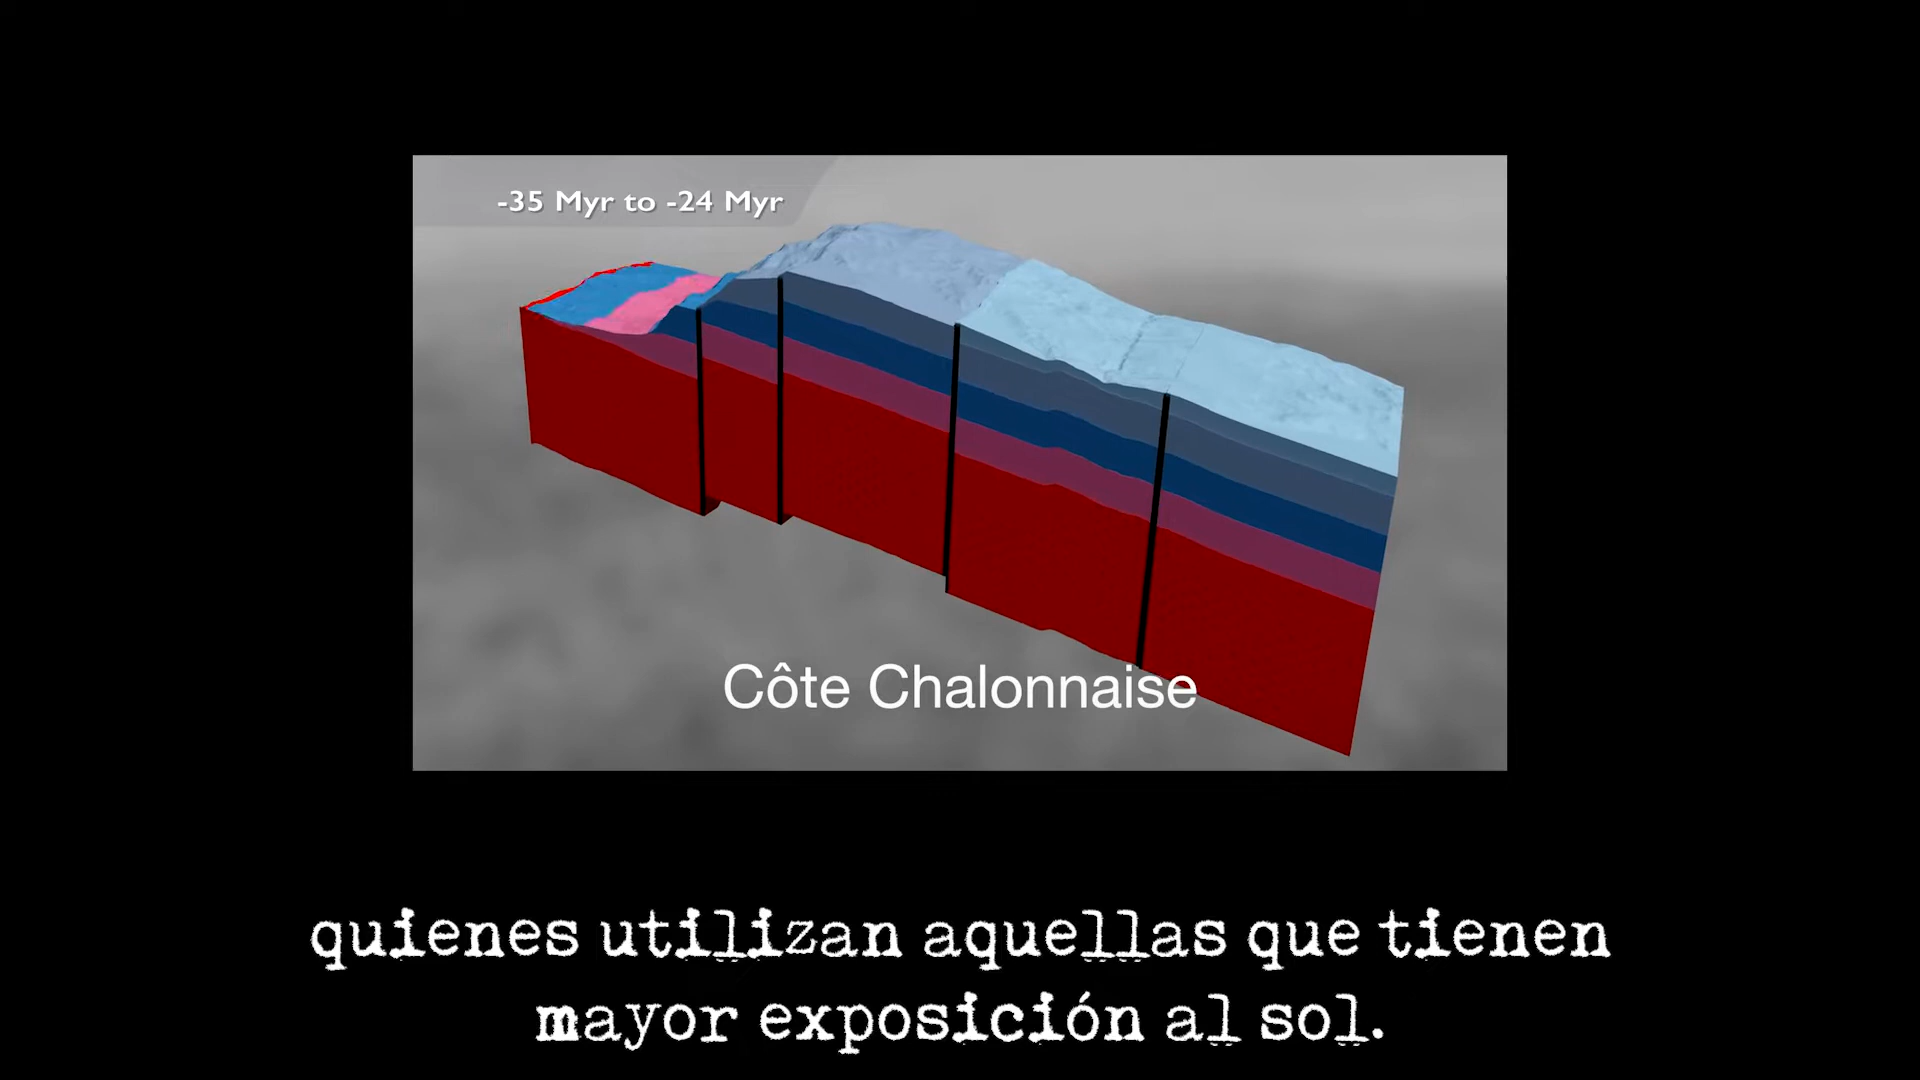 -35 Myr to -24 Myr
Côte Chalonnaise
quienes utilizan aquellas que tienen
mayor exposición al sol.